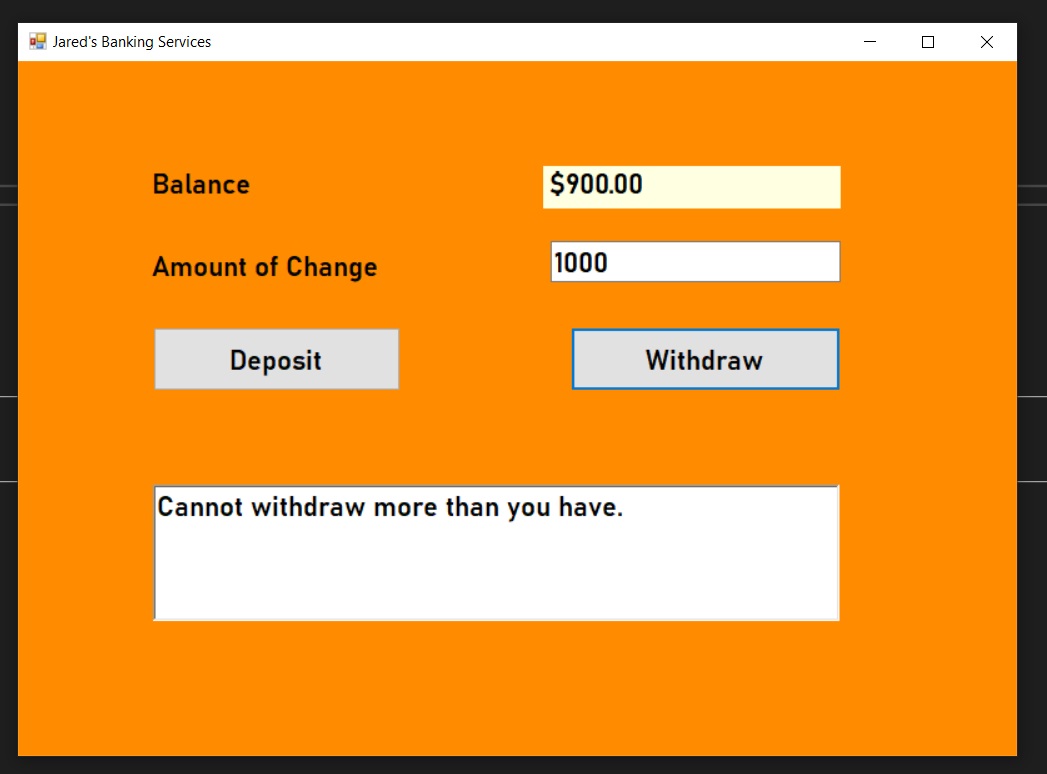 Jared's Banking Services
Balance
$900.00
Amount of Change
1000
Deposit
Withdraw
Cannot withdraw more than you have.